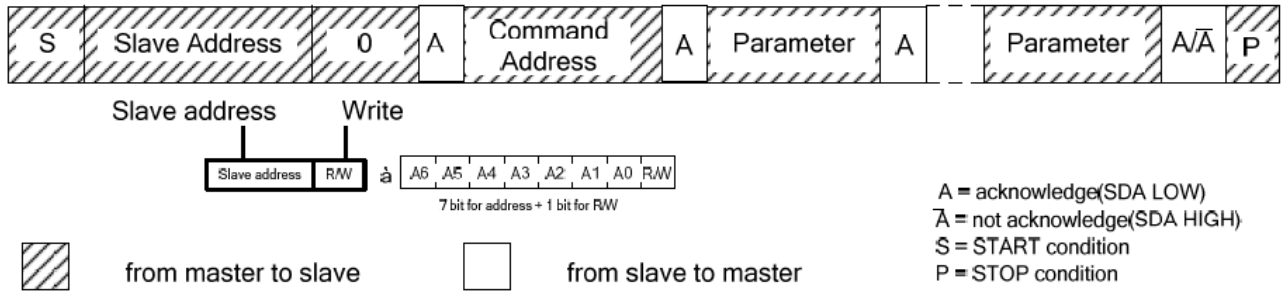 S Slave Address 0 A Command Address A Parameter A Parameter A/A̅ P
Slave address Write
Slave address R/W à A6 A5 A4 A3 A2 A1 A0 R/W
7 bit for address + 1 bit for R/W
A = acknowledge(SDA LOW)
A̅ = not acknowledge(SDA HIGH)
S = START condition
P = STOP condition
from master to slave from slave to master